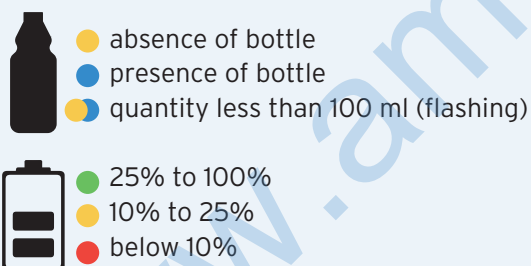 absence of bottle
presence of bottle
quantity less than 100 ml (flashing)
25% to 100%
10% to 25%
below 10%
w.am